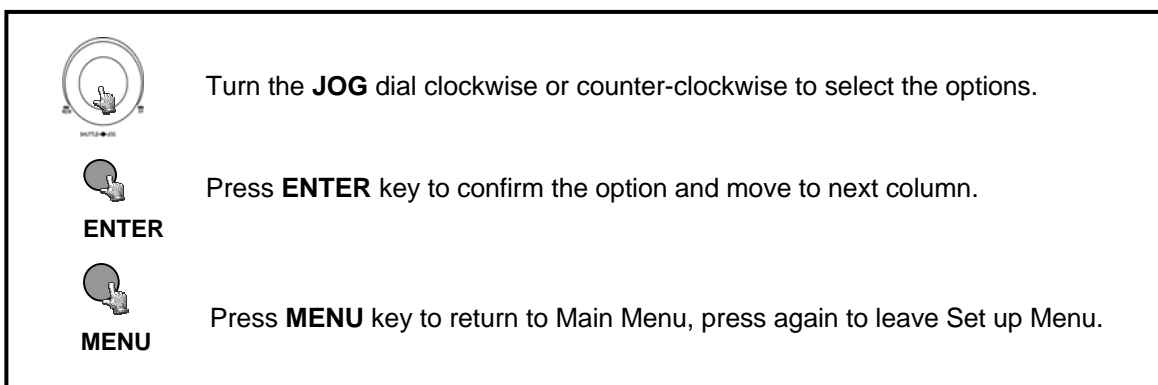 Turn the JOG dial clockwise or counter-clockwise to select the options.
SHUTTLE JOG
Press ENTER key to confirm the option and move to next column.
ENTER
Press MENU key to return to Main Menu, press again to leave Set up Menu.
MENU